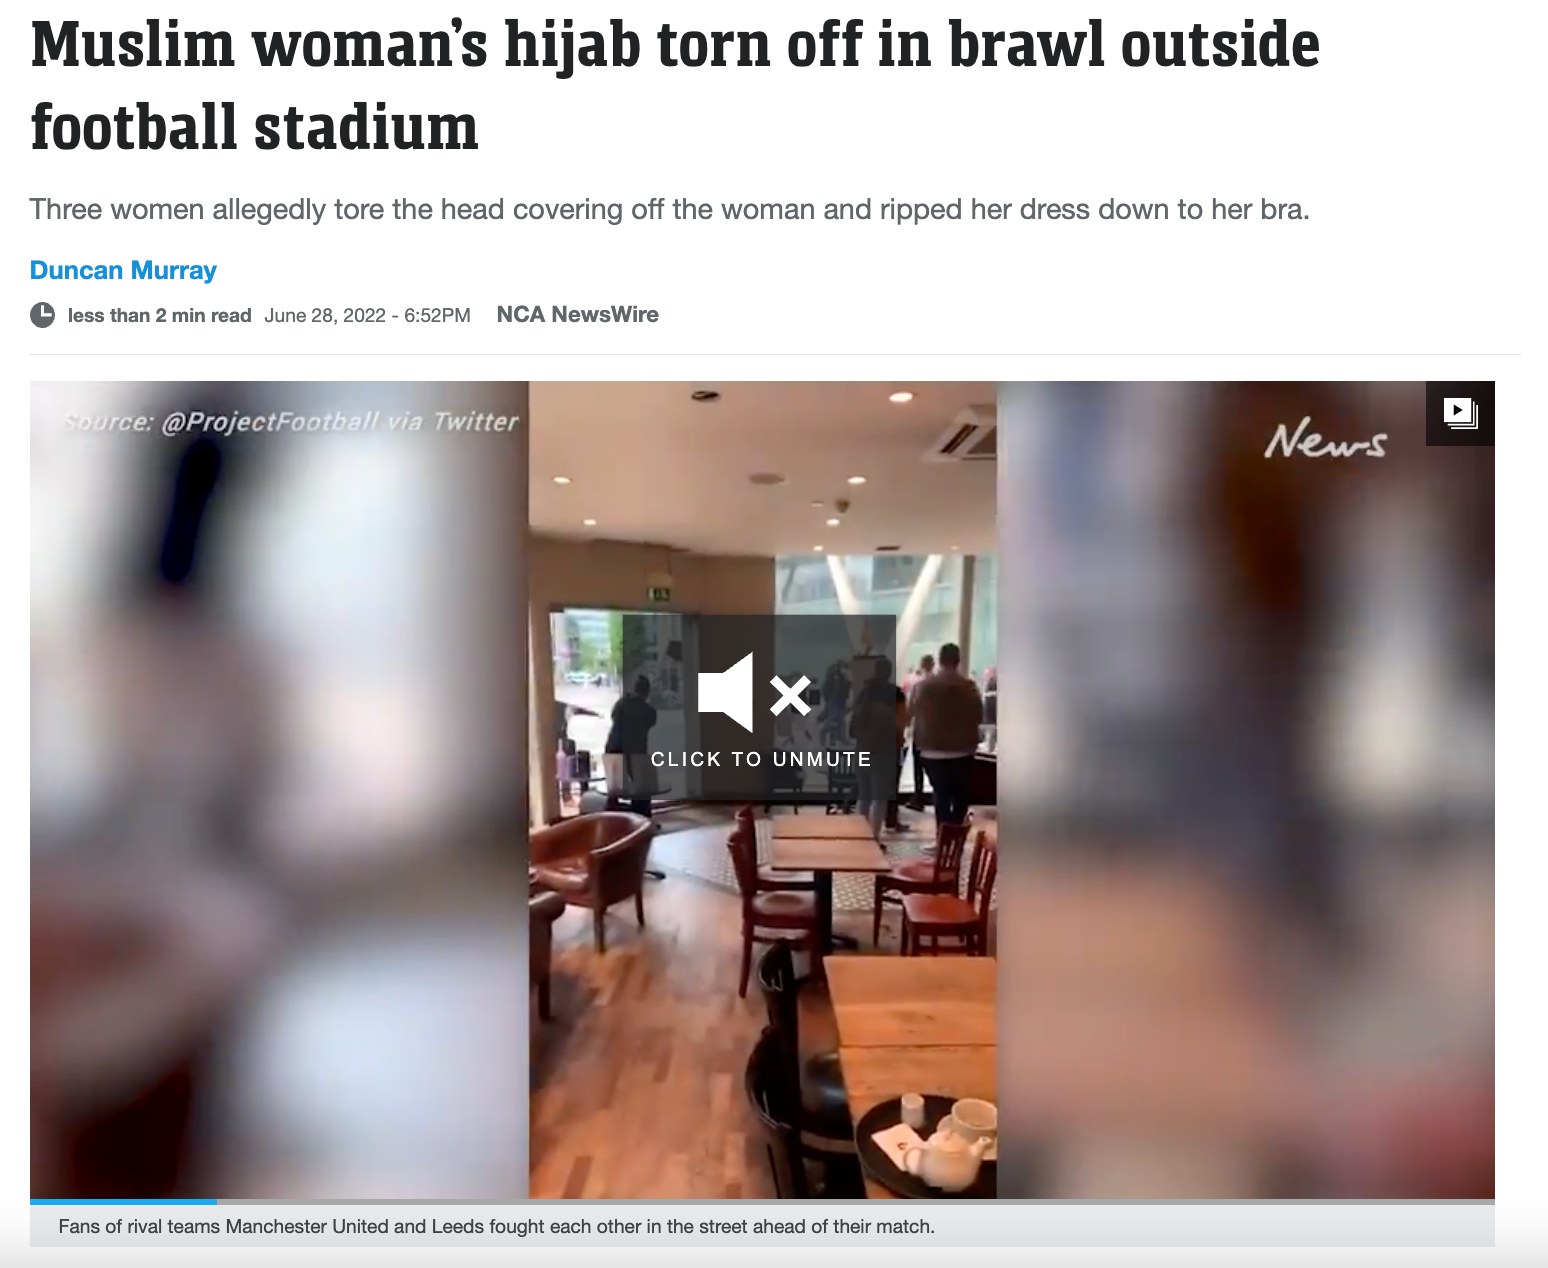 Muslim woman's hijab torn off in brawl outside
football stadium
Three women allegedly tore the head covering off the woman and ripped her dress down to her bra.
Duncan Murray
less than 2 min read June 28, 2022 - 6:52PM NCA NewsWire
Source: @ProjectFootball via Twitter
News
CLICK TO UNMUTE
Fans of rival teams Manchester United and Leeds fought each other in the street ahead of their match.